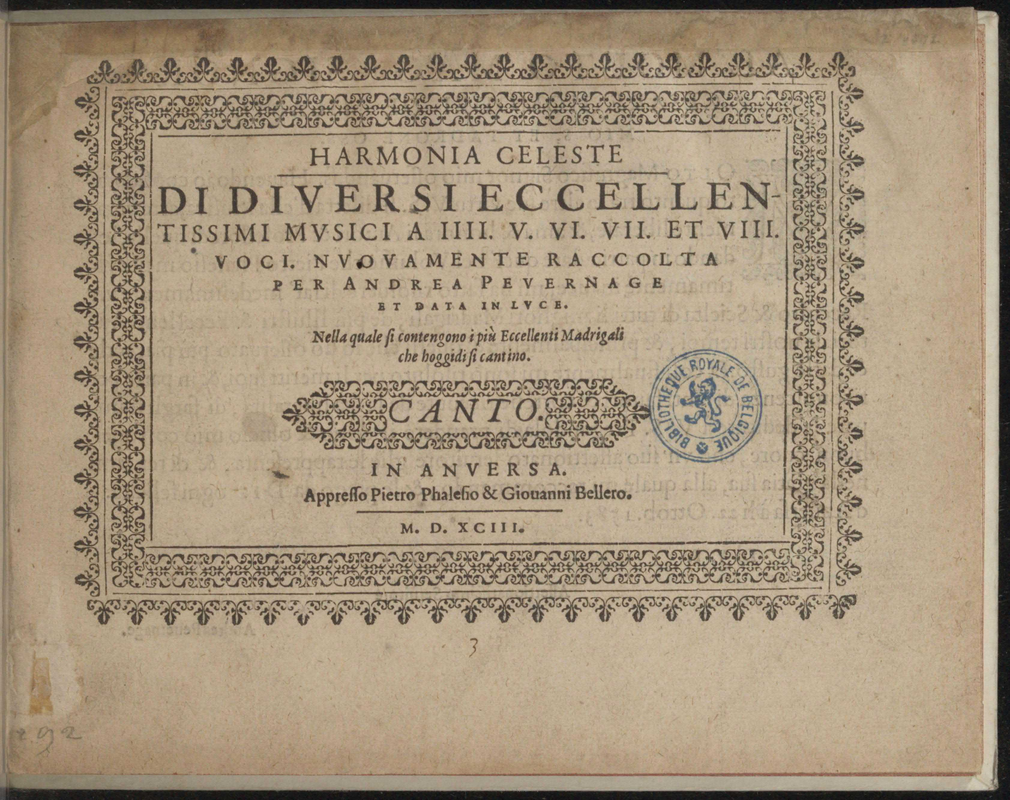 HARMONIA CELESTE
DI DIVERSI ECCELLEN-
TISSIMI MVSICI A IIII. V. VI. VII. ET VIII.
VOCI. NVOVAMENTE RACCOLTA
PER ANDREA PEVERNAGE
ET DATA IN LVCE.
Nella quale ſi contengono i più Eccellenti Madrigali
che hoggidi ſi cantino.
CANTO.
BIBLIOTHEQUE ROYALE DE BELGIQUE
IN ANVERSA.
Appreſſo Pietro Phaleſio & Giouanni Bellero.
M. D. XCIII.
3
292